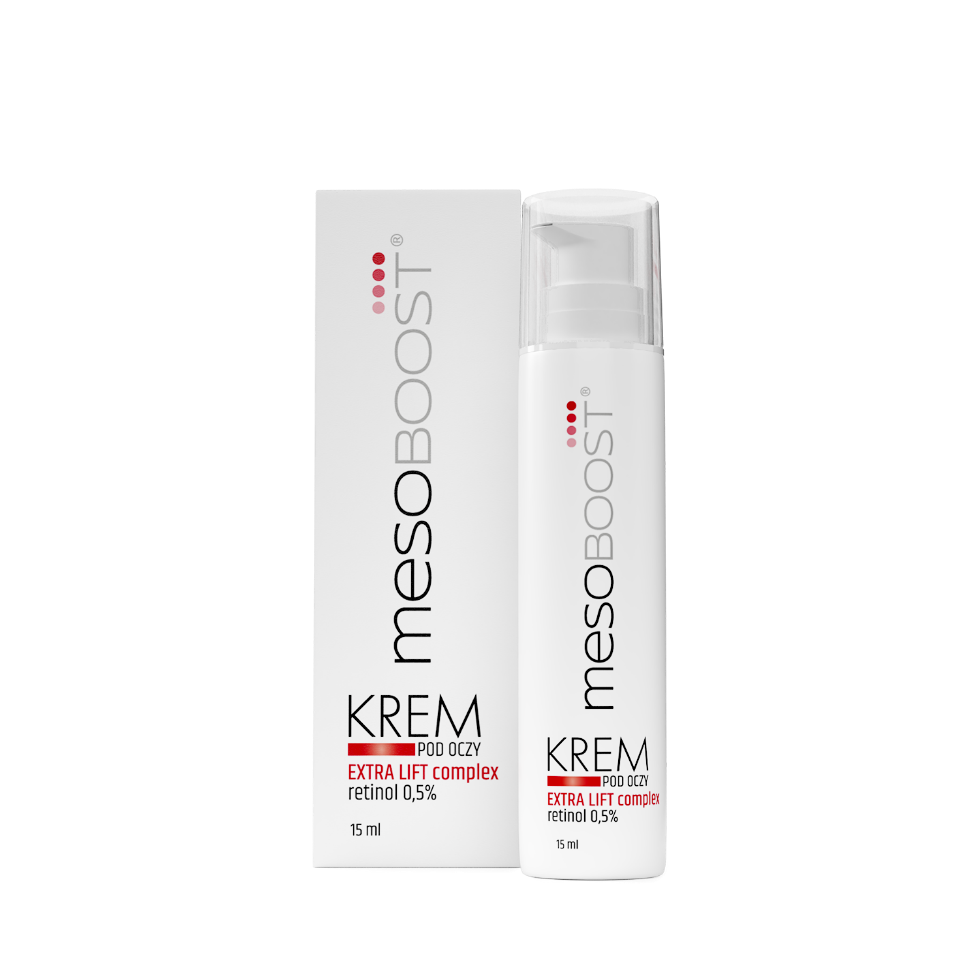 mesoBOOST®
KREM
POD OCZY
EXTRA LIFT complex
retinol 0,5%
15 ml
mesoBOOST®
KREM
POD OCZY
EXTRA LIFT complex
retinol 0,5%
15 ml